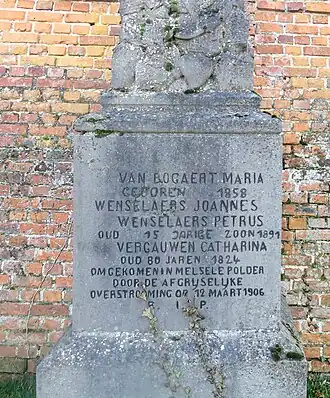 VAN BOGAERT MARIA
GEBOREN 1858
WENSELAERS JOANNES
WENSELAERS PETRUS
OUD 15 JARIGE ZOON 1891
VERGAUWEN CATHARINA
OUD 80 JAREN 1824
OMGEKOMEN IN MELSELE POLDER
DOOR DE AFGRIJSELIJKE
OVERSTROOMING OP 12 MAART 1906
R. I. P.